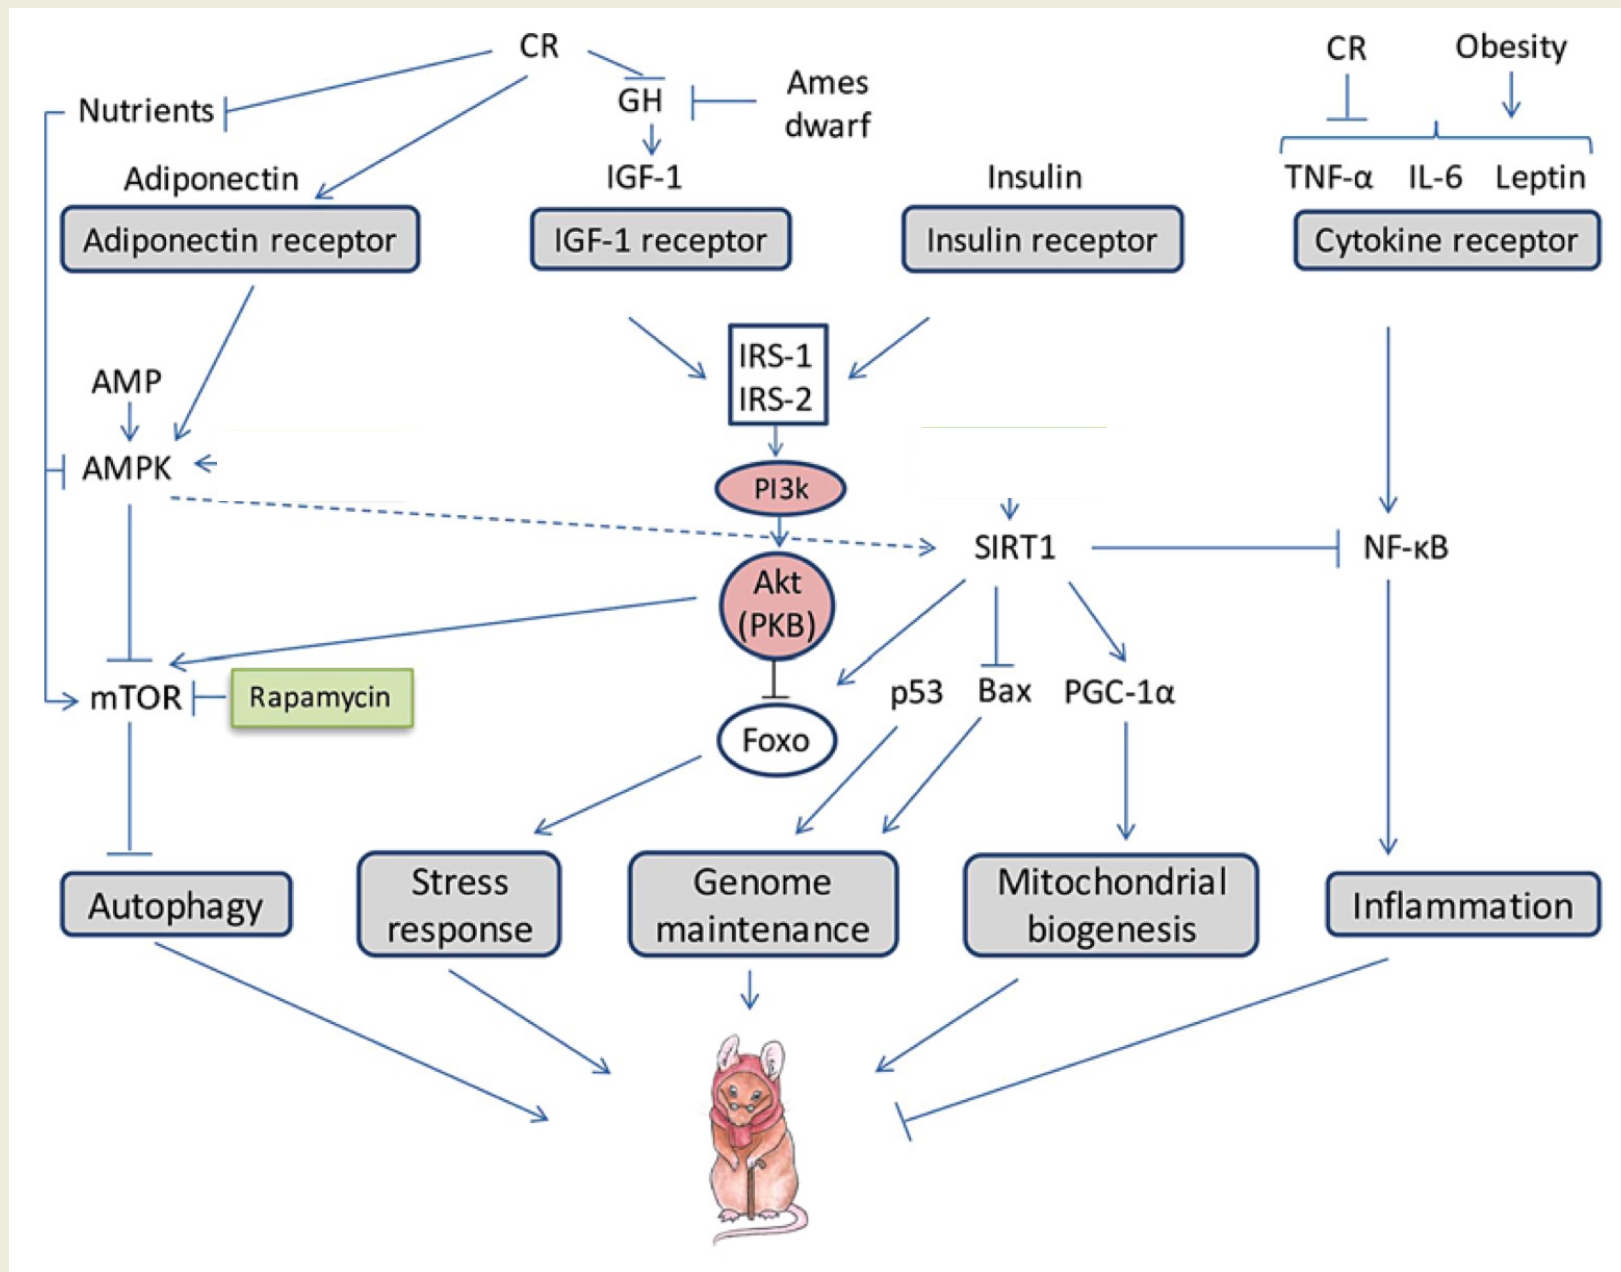 CR
CR
Obesity
Nutrients
GH
Ames
dwarf
Adiponectin
IGF-1
Insulin
TNF-α
IL-6
Leptin
Adiponectin receptor
IGF-1 receptor
Insulin receptor
Cytokine receptor
IRS-1
IRS-2
AMP
AMPK
PI3k
SIRT1
NF-κB
Akt
(PKB)
mTOR
Rapamycin
p53
Bax
PGC-1α
Foxo
Autophagy
Stress
response
Genome
maintenance
Mitochondrial
biogenesis
Inflammation